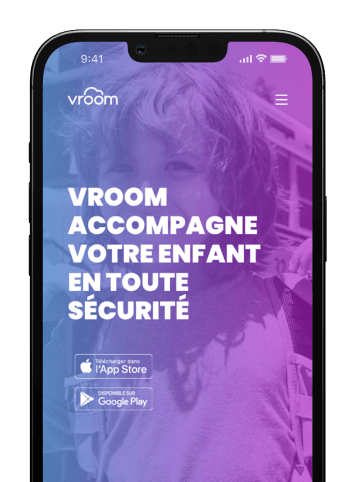 9:41
vroom
VROOM
ACCOMPAGNE
VOTRE ENFANT
EN TOUTE
SÉCURITÉ
Télécharger dans
l'App Store
DISPONIBLE SUR
Google Play